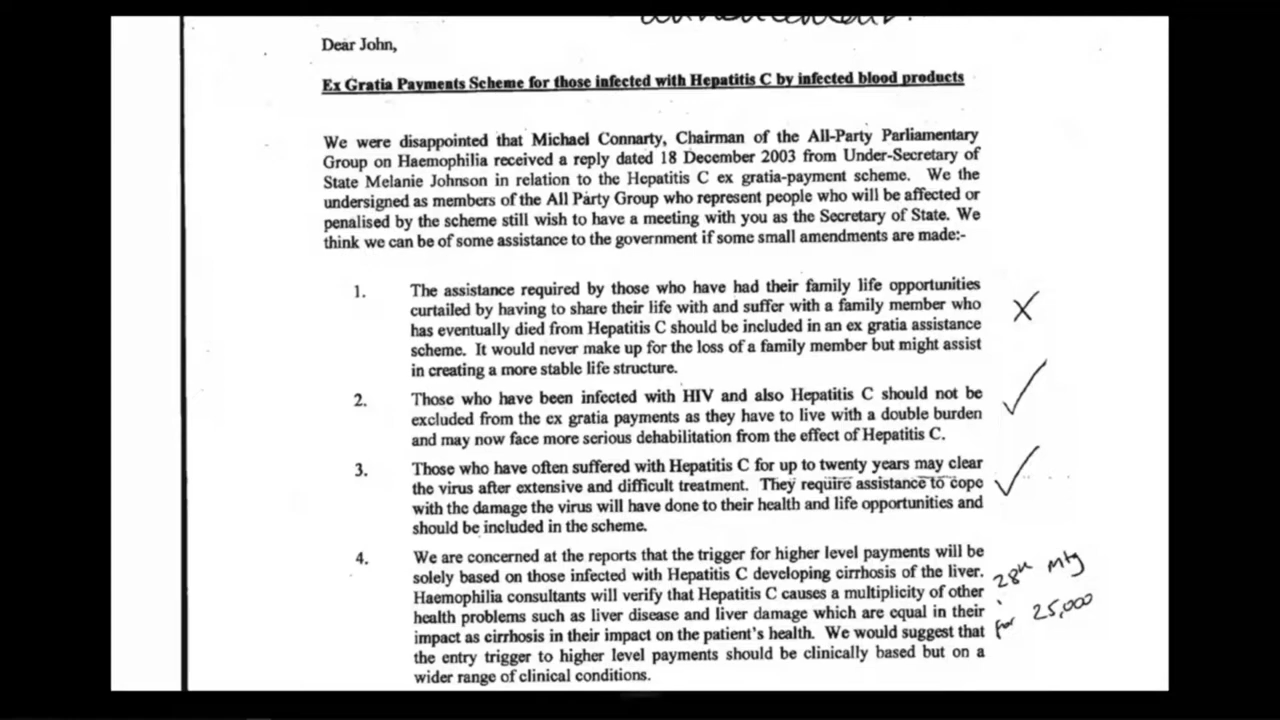 Dear John,
Ex Gratia Payments Scheme for those infected with Hepatitis C by infected blood products
We were disappointed that Michael Connarty, Chairman of the All-Party Parliamentary
Group on Haemophilia received a reply dated 18 December 2003 from Under-Secretary of
State Melanie Johnson in relation to the Hepatitis C ex gratia-payment scheme. We the
undersigned as members of the All Party Group who represent people who will be affected or
penalised by the scheme still wish to have a meeting with you as the Secretary of State. We
think we can be of some assistance to the government if some small amendments are made:-
1. The assistance required by those who have had their family life opportunities
curtailed by having to share their life with and suffer with a family member who
has eventually died from Hepatitis C should be included in an ex gratia assistance
scheme. It would never make up for the loss of a family member but might assist
in creating a more stable life structure.
2. Those who have been infected with HIV and also Hepatitis C should not be
excluded from the ex gratia payments as they have to live with a double burden
and may now face more serious dehabilitation from the effect of Hepatitis C.
3. Those who have often suffered with Hepatitis C for up to twenty years may clear
the virus after extensive and difficult treatment. They require assistance to cope
with the damage the virus will have done to their health and life opportunities and
should be included in the scheme.
4. We are concerned at the reports that the trigger for higher level payments will be
solely based on those infected with Hepatitis C developing cirrhosis of the liver.
Haemophilia consultants will verify that Hepatitis C causes a multiplicity of other
health problems such as liver disease and liver damage which are equal in their
impact as cirrhosis in their impact on the patient's health. We would suggest that
the entry trigger to higher level payments should be clinically based but on a
wider range of clinical conditions.
28th mtg
for 25,000